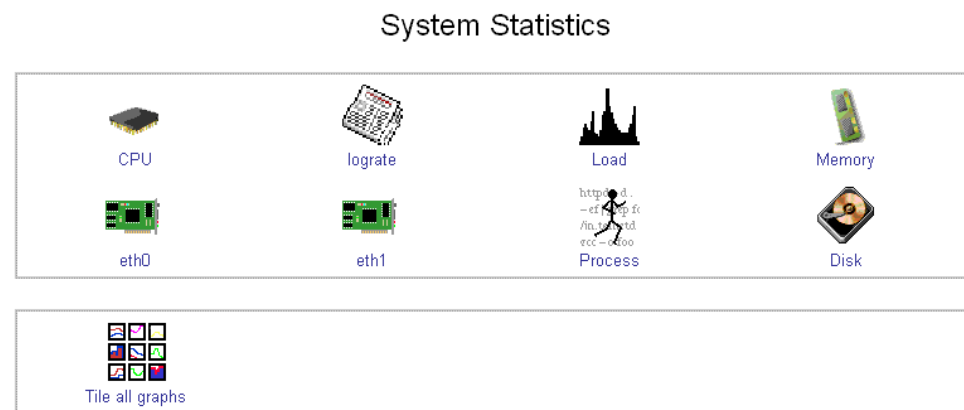 System Statistics
CPU
lograte
Load
Memory
eth0
eth1
Process
Disk
Tile all graphs